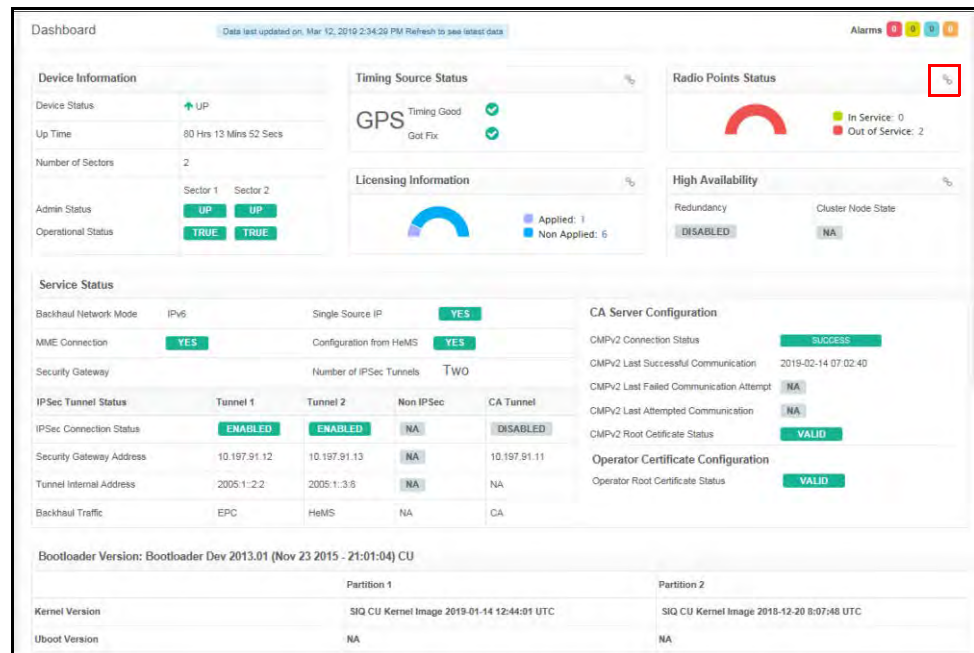 Dashboard
Data last updated on, Mar 12, 2019 2:34:29 PM Refresh to see latest data
Alarms 0 0 0 0
Device Information
Device Status UP
Up Time 80 Hrs 13 Mins 52 Secs
Number of Sectors 2
Sector 1 Sector 2
Admin Status UP UP
Operational Status TRUE TRUE
Timing Source Status
GPS
Timing Good
Got Fix
Radio Points Status
In Service: 0
Out of Service: 2
Licensing Information
Applied: 1
Non Applied: 6
High Availability
Redundancy Cluster Node State
DISABLED NA
Service Status
Backhaul Network Mode IPv6 Single Source IP YES
MME Connection YES Configuration from HeMS YES
Security Gateway Number of IPSec Tunnels Two
IPSec Tunnel Status Tunnel 1 Tunnel 2 Non IPSec CA Tunnel
IPSec Connection Status ENABLED ENABLED NA DISABLED
Security Gateway Address 10.197.91.12 10.197.91.13 NA 10.197.91.11
Tunnel Internal Address 2005:1::2:2 2005:1::3:8 NA NA
Backhaul Traffic EPC HeMS NA CA
CA Server Configuration
CMPv2 Connection Status SUCCESS
CMPv2 Last Successful Communication 2019-02-14 07:02:40
CMPv2 Last Failed Communication Attempt NA
CMPv2 Last Attempted Communication NA
CMPv2 Root Cetificate Status VALID
Operator Certificate Configuration
Operator Root Certificate Status VALID
Bootloader Version: Bootloader Dev 2013.01 (Nov 23 2015 - 21:01:04) CU
Partition 1 Partition 2
Kernel Version SIQ CU Kernel Image 2019-01-14 12:44:01 UTC SIQ CU Kernel Image 2018-12-20 8:07:48 UTC
Uboot Version NA NA